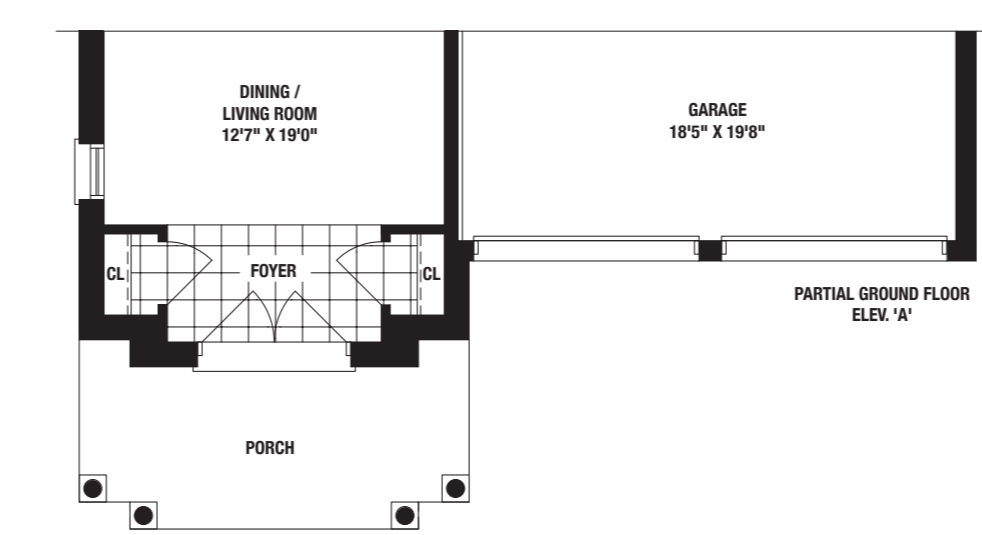 DINING /
LIVING ROOM
12'7" X 19'0"
GARAGE
18'5" X 19'8"
CL
FOYER
CL
PARTIAL GROUND FLOOR
ELEV. 'A'
PORCH